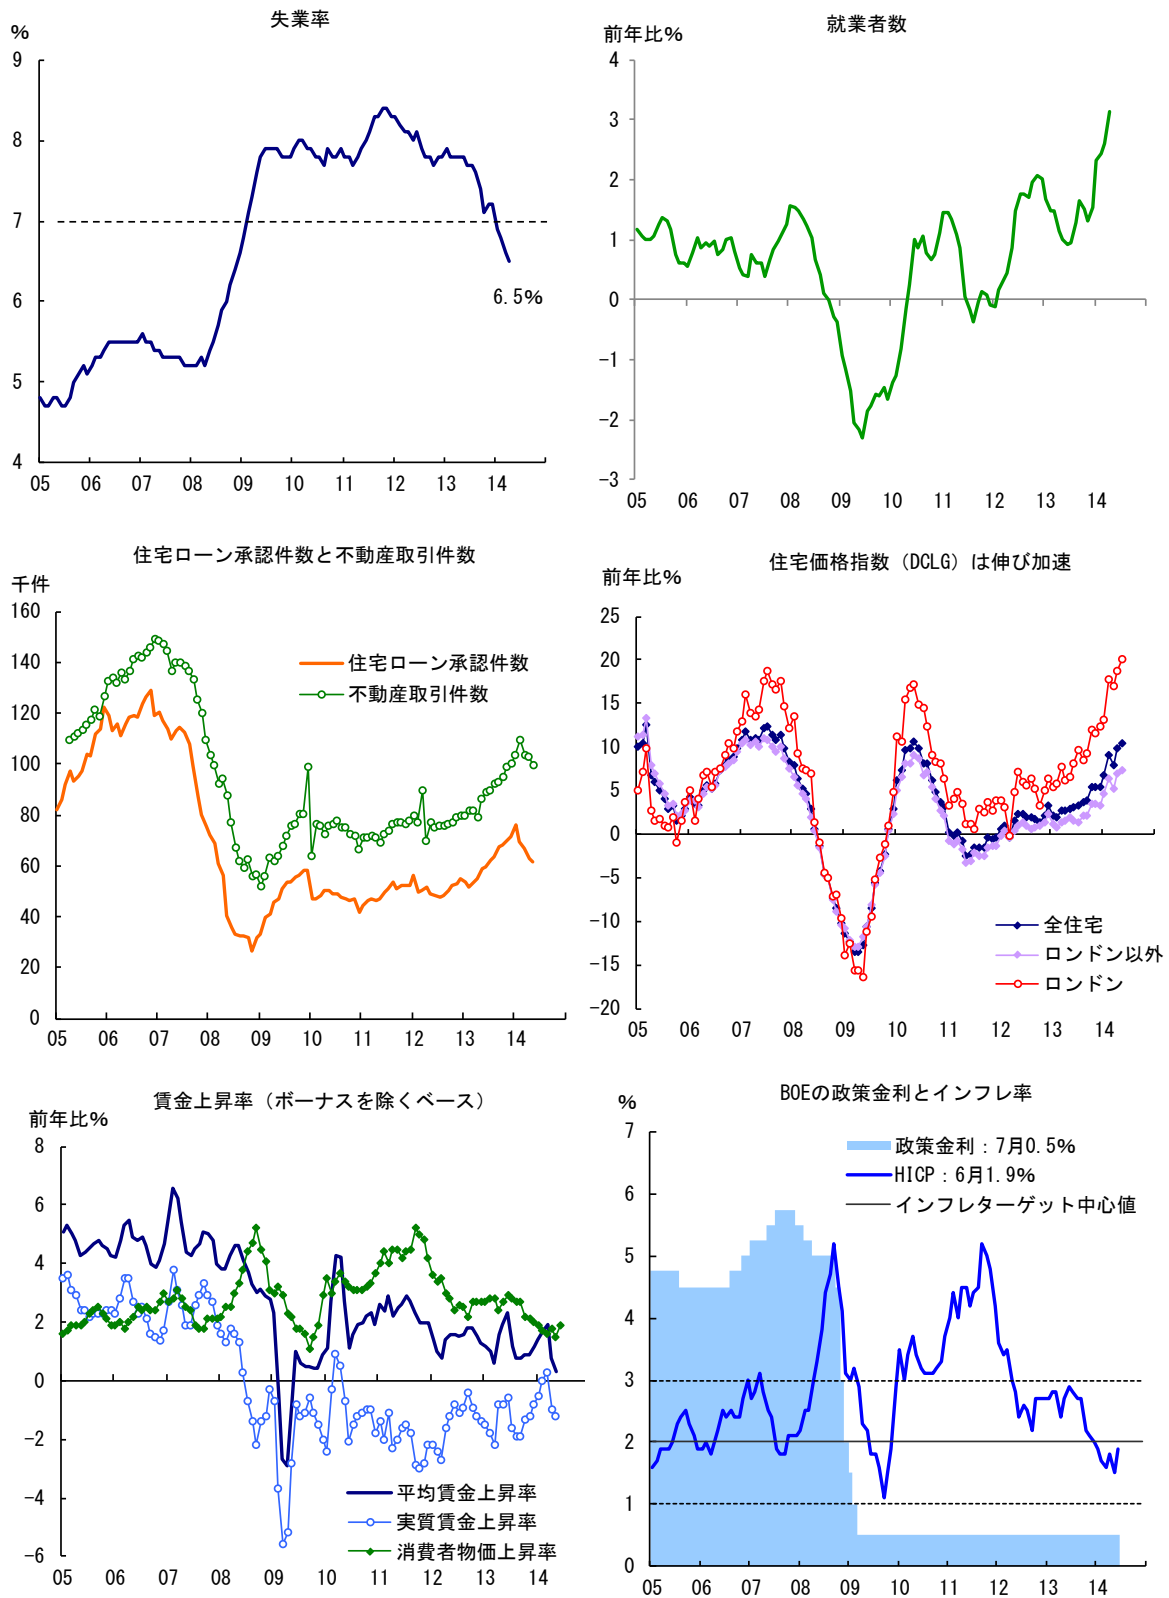 失業率
%
9
8
7
6
5
4
6.5%
05 06 07 08 09 10 11 12 13 14
就業者数
前年比%
4
3
2
1
0
-1
-2
-3
05 06 07 08 09 10 11 12 13 14
住宅ローン承認件数と不動産取引件数
千件
160
140
120
100
80
60
40
20
0
住宅ローン承認件数
不動産取引件数
05 06 07 08 09 10 11 12 13 14
住宅価格指数（DCLG）は伸び加速
前年比%
25
20
15
10
5
0
-5
-10
-15
-20
全住宅
ロンドン以外
ロンドン
05 06 07 08 09 10 11 12 13 14
賃金上昇率（ボーナスを除くベース）
前年比%
8
6
4
2
0
-2
-4
-6
平均賃金上昇率
実質賃金上昇率
消費者物価上昇率
05 06 07 08 09 10 11 12 13 14
BOEの政策金利とインフレ率
%
7
6
5
4
3
2
1
0
政策金利：7月0.5%
HICP：6月1.9%
インフレターゲット中心値
05 06 07 08 09 10 11 12 13 14